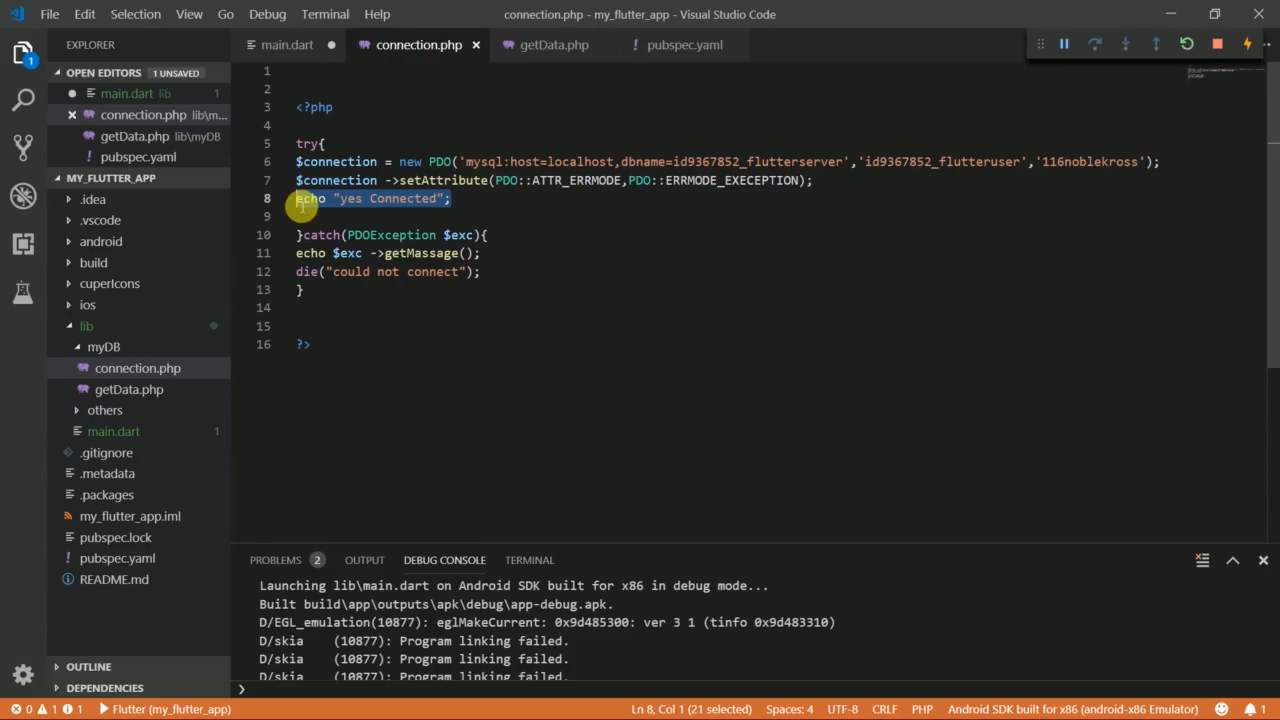 File Edit Selection View Go Debug Terminal Help connection.php - my_flutter_app - Visual Studio Code
EXPLORER
main.dart
connection.php
getData.php
! pubspec.yaml
OPEN EDITORS 1 UNSAVED
main.dart lib 1
connection.php lib\m...
getData.php lib\myDB
! pubspec.yaml
MY_FLUTTER_APP
.idea
.vscode
android
build
cuperIcons
ios
lib
myDB
connection.php
getData.php
others
main.dart 1
.gitignore
.metadata
.packages
my_flutter_app.iml
pubspec.lock
! pubspec.yaml
README.md
OUTLINE
DEPENDENCIES
1
2
3 <?php
4
5 try{
6 $connection = new PDO('mysql:host=localhost,dbname=id9367852_flutterserver','id9367852_flutteruser','116noblekross');
7 $connection ->setAttribute(PDO::ATTR_ERRMODE,PDO::ERRMODE_EXECEPTION);
8 echo "yes Connected";
9
10 }catch(PDOException $exc){
11 echo $exc ->getMassage();
12 die("could not connect");
13 }
14
15
16 ?>
PROBLEMS 2 OUTPUT DEBUG CONSOLE TERMINAL
Launching lib\main.dart on Android SDK built for x86 in debug mode...
Built build\app\outputs\apk\debug\app-debug.apk.
D/EGL_emulation(10877): eglMakeCurrent: 0x9d485300: ver 3 1 (tinfo 0x9d483310)
D/skia (10877): Program linking failed.
D/skia (10877): Program linking failed.
D/skia (10877): Program linking failed.
0 1 1 Flutter (my_flutter_app) Ln 8, Col 1 (21 selected) Spaces: 4 UTF-8 CRLF PHP Android SDK built for x86 (android-x86 Emulator) 1